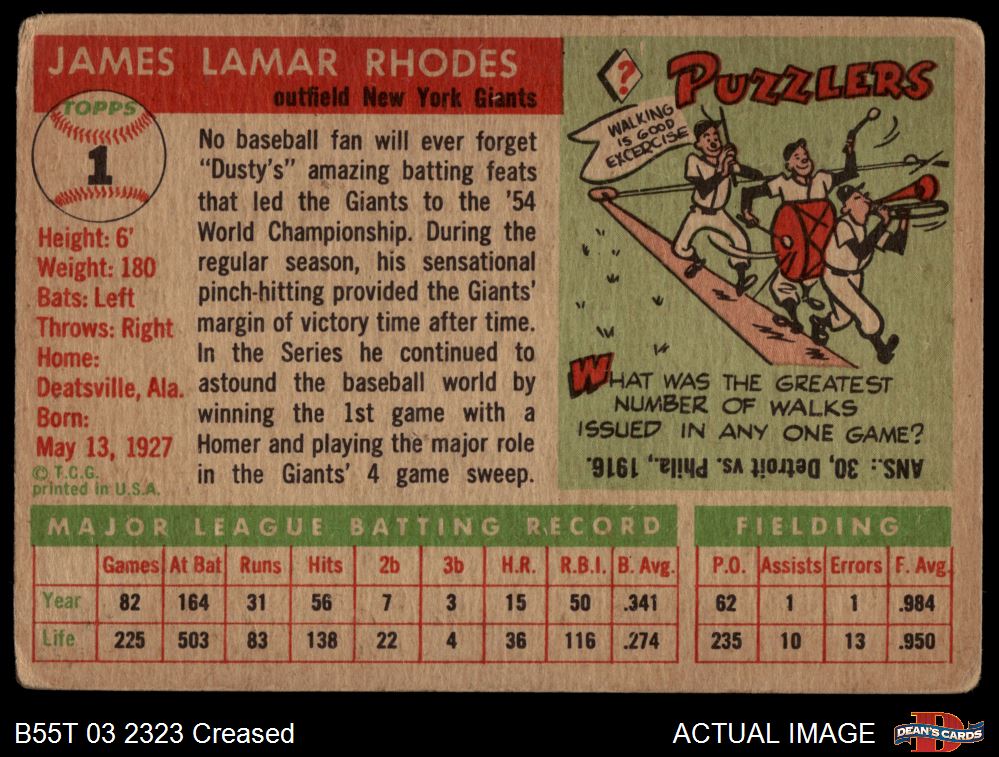 JAMES LAMAR RHODES
outfield New York Giants
TOPPS
1
Height: 6'
Weight: 180
Bats: Left
Throws: Right
Home:
Deatsville, Ala.
Born:
May 13, 1927
© T.C.G.
printed in U.S.A.
No baseball fan will ever forget
"Dusty's" amazing batting feats
that led the Giants to the '54
World Championship. During the
regular season, his sensational
pinch-hitting provided the Giants'
margin of victory time after time.
In the Series he continued to
astound the baseball world by
winning the 1st game with a
Homer and playing the major role
in the Giants' 4 game sweep.
? PUZZLERS
WALKING
IS GOOD
EXCERCISE
WHAT WAS THE GREATEST
NUMBER OF WALKS
ISSUED IN ANY ONE GAME?
ANS.: 30, Detroit vs. Phila., 1916.
MAJOR LEAGUE BATTING RECORD
Games At Bat Runs Hits 2b 3b H.R. R.B.I. B. Avg.
Year 82 164 31 56 7 3 15 50 .341
Life 225 503 83 138 22 4 36 116 .274
FIELDING
P.O. Assists Errors F. Avg.
62 1 1 .984
235 10 13 .950
B55T 03 2323 Creased
ACTUAL IMAGE
D
DEAN'S CARDS